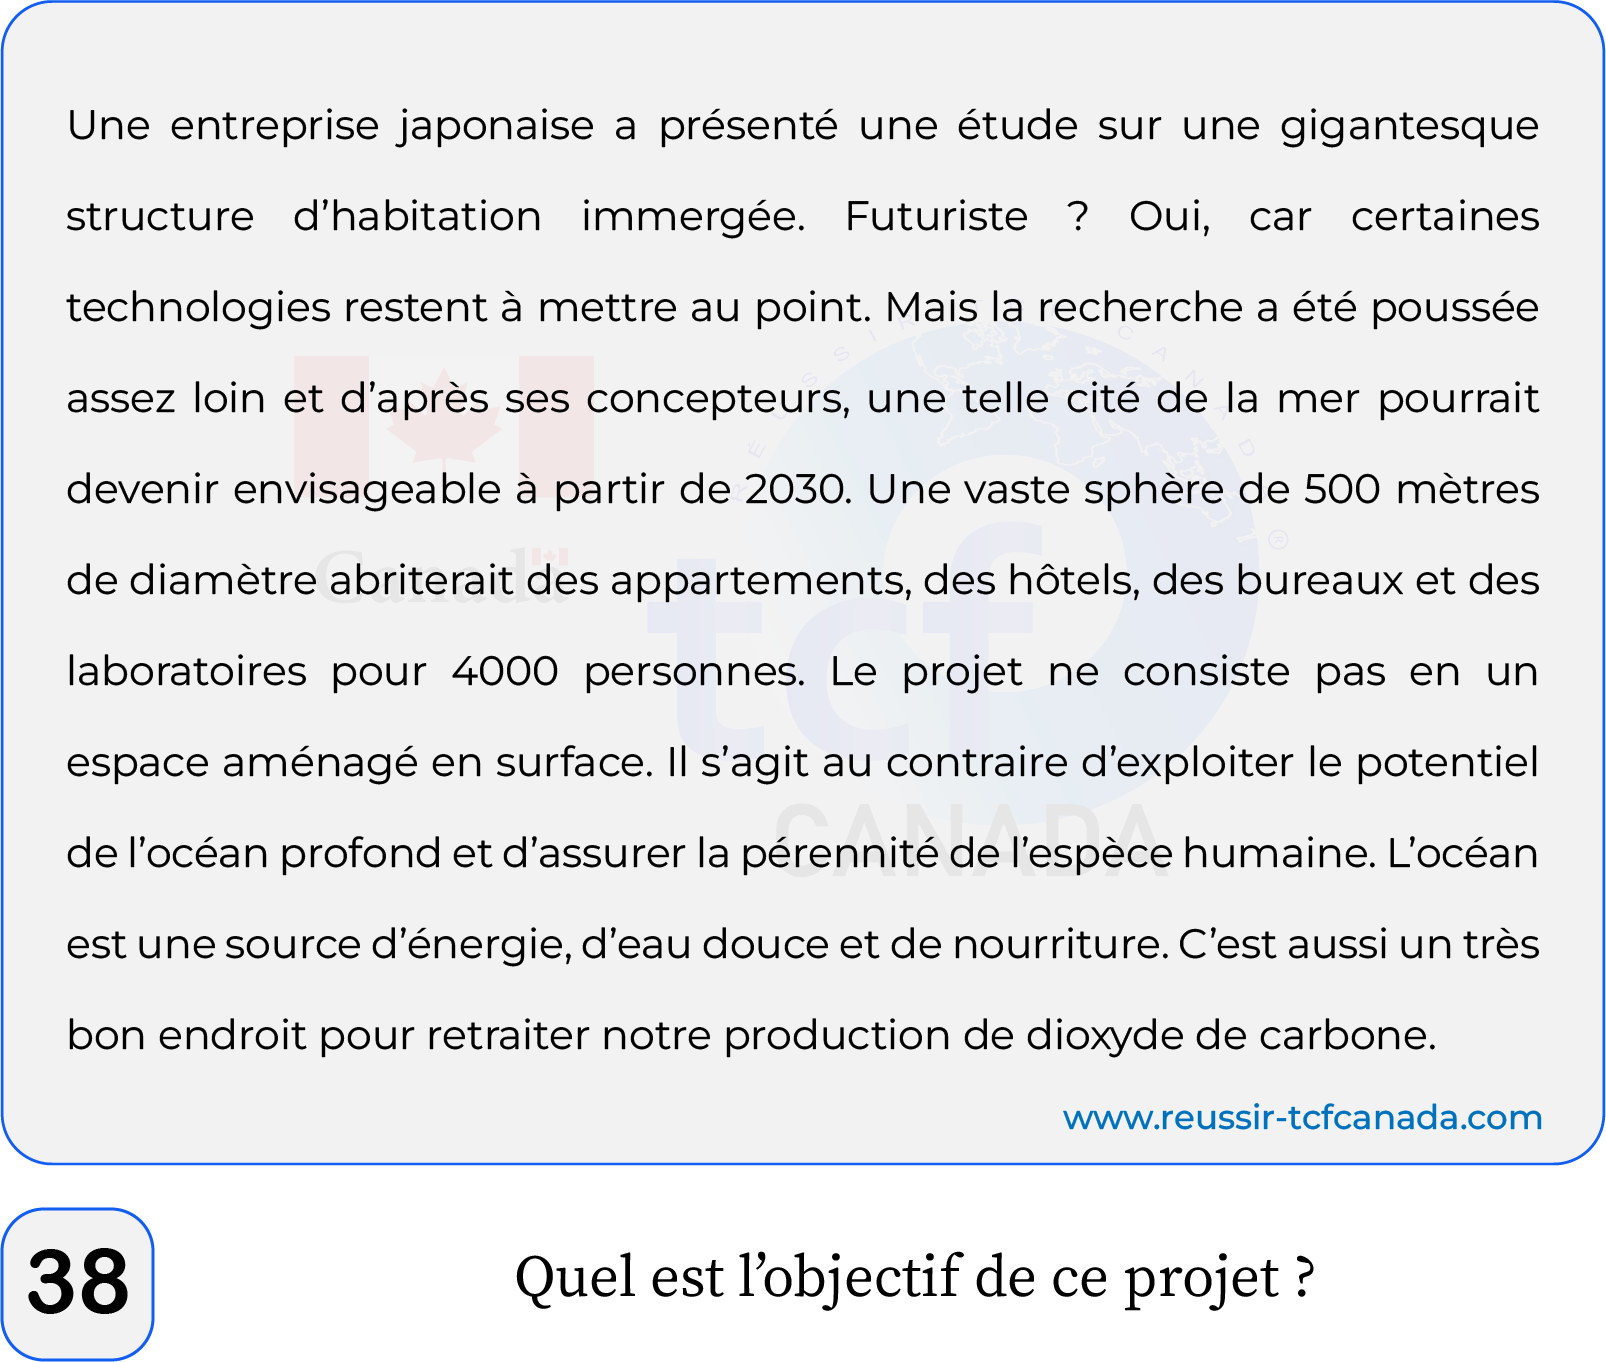 Une entreprise japonaise a présenté une étude sur une gigantesque
structure d’habitation immergée. Futuriste ? Oui, car certaines
technologies restent à mettre au point. Mais la recherche a été poussée
assez loin et d’après ses concepteurs, une telle cité de la mer pourrait
devenir envisageable à partir de 2030. Une vaste sphère de 500 mètres
de diamètre abriterait des appartements, des hôtels, des bureaux et des
laboratoires pour 4000 personnes. Le projet ne consiste pas en un
espace aménagé en surface. Il s’agit au contraire d’exploiter le potentiel
de l’océan profond et d’assurer la pérennité de l’espèce humaine. L’océan
est une source d’énergie, d’eau douce et de nourriture. C’est aussi un très
bon endroit pour retraiter notre production de dioxyde de carbone.
www.reussir-tcfcanada.com
Canada
tcf
CANADA
38
Quel est l’objectif de ce projet ?